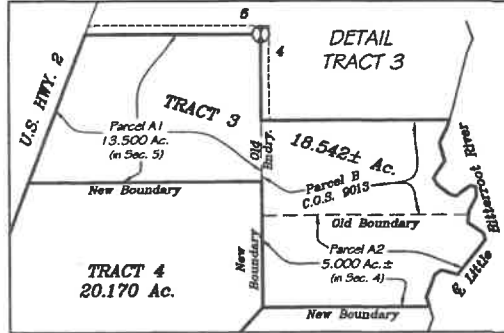 5
4
DETAIL
TRACT 3
U.S. HWY. 2
TRACT 3
Parcel A1
13.500 Ac.
(in Sec. 5)
Old
Bndry.
18.542± Ac.
Parcel B
C.O.S. 9013
New Boundary
Old Boundary
Parcel A2
5.000 Ac.±
(in Sec. 4)
New
Boundary
TRACT 4
20.170 Ac.
New Boundary
℄ Little Bitterroot River